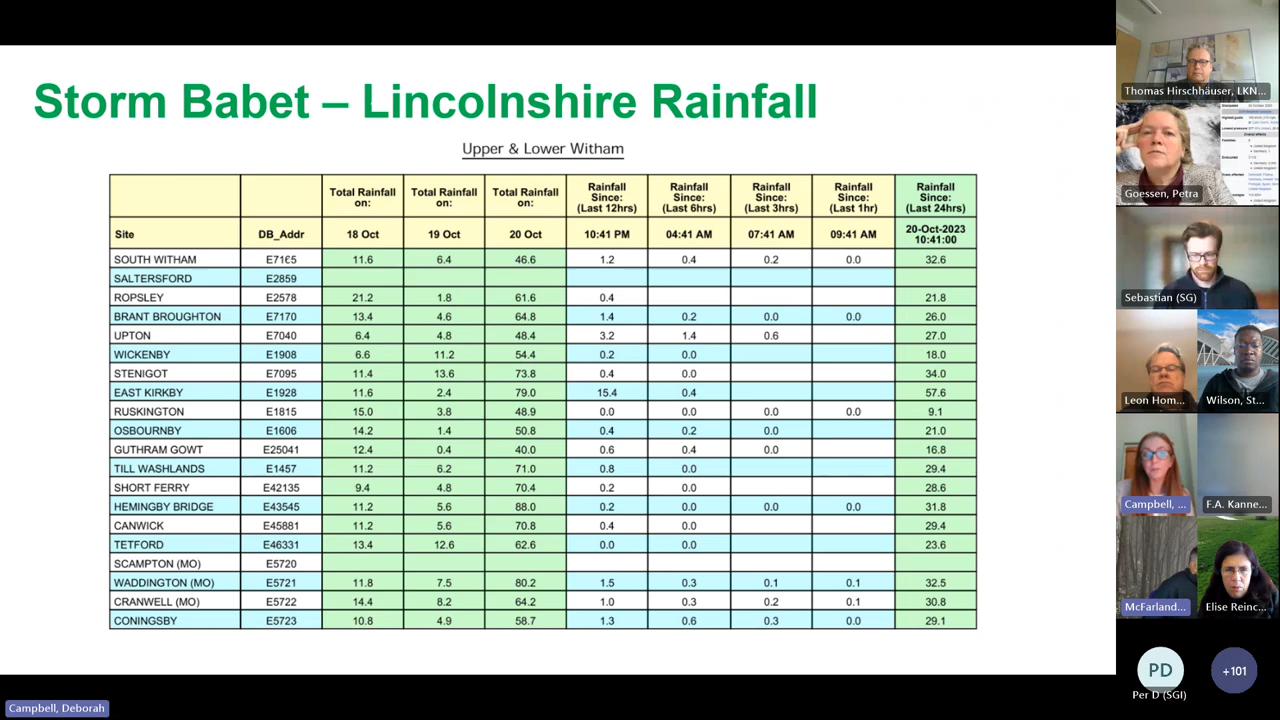 Storm Babet – Lincolnshire Rainfall
Upper & Lower Witham
Total Rainfall on: Total Rainfall on: Total Rainfall on: Rainfall Since: (Last 12hrs) Rainfall Since: (Last 6hrs) Rainfall Since: (Last 3hrs) Rainfall Since: (Last 1hr) Rainfall Since: (Last 24hrs)
Site DB_Addr 18 Oct 19 Oct 20 Oct 10:41 PM 04:41 AM 07:41 AM 09:41 AM 20-Oct-2023 10:41:00
SOUTH WITHAM 11.6 6.4 46.6 1.2 0.4 0.2 0.0 32.6
SALTERSFORD E2859
ROPSLEY E2578 21.2 1.8 61.6 0.4 21.8
BRANT BROUGHTON E7170 13.4 4.6 64.8 1.4 0.2 0.0 0.0 26.0
UPTON E7040 6.4 4.8 48.4 3.2 1.4 0.6 27.0
WICKENBY E1908 6.6 11.2 54.4 0.2 0.0 18.0
STENIGOT E7095 11.4 13.6 73.8 0.4 0.0 34.0
EAST KIRKBY E1928 11.6 2.4 79.0 15.4 0.4 57.6
RUSKINGTON E1815 15.0 3.8 48.9 0.0 0.0 0.0 0.0 9.1
OSBOURNBY E1606 14.2 1.4 50.8 0.4 0.2 0.0 21.0
GUTHRAM GOWT E25041 12.4 0.4 40.0 0.6 0.4 0.0 16.8
TILL WASHLANDS E1457 11.2 6.2 71.0 0.8 0.0 29.4
SHORT FERRY E42135 9.4 4.8 70.4 0.2 0.0 28.6
HEMINGBY BRIDGE E43545 11.2 5.6 88.0 0.2 0.0 0.0 0.0 31.8
CANWICK E45881 11.2 5.6 70.8 0.4 0.0 29.4
TETFORD E46331 13.4 12.6 62.6 0.0 0.0 23.6
SCAMPTON (MO) E5720
WADDINGTON (MO) E5721 11.8 7.5 80.2 1.5 0.3 0.1 0.1 32.5
CRANWELL (MO) E5722 14.4 8.2 64.2 1.0 0.3 0.2 0.1 30.8
CONINGSBY E5723 10.8 4.9 58.7 1.3 0.6 0.3 0.0 29.1
Thomas Hirschhäuser, LKN...
Goessen, Petra
Sebastian (SG)
Leon Hom... Wilson, St...
Campbell, ... F.A. Kanne...
McFarland... Elise Reinc...
PD +101
Per D (SGI)
Campbell, Deborah